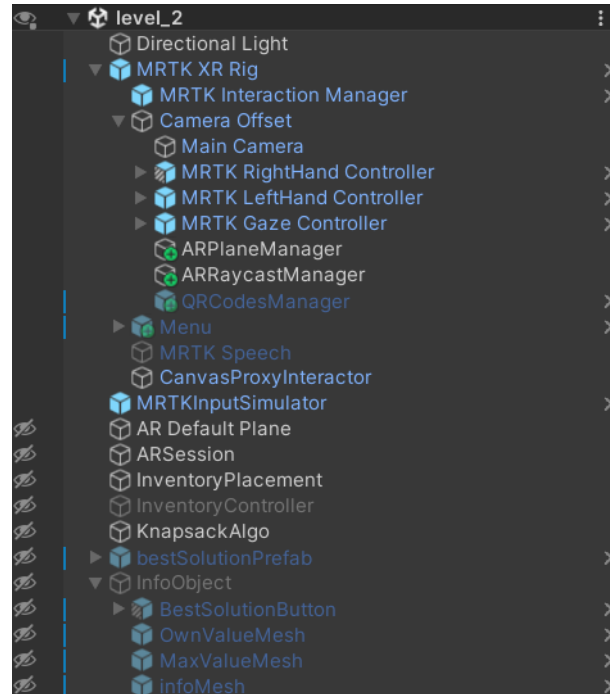 level_2
Directional Light
MRTK XR Rig
MRTK Interaction Manager
Camera Offset
Main Camera
MRTK RightHand Controller
MRTK LeftHand Controller
MRTK Gaze Controller
ARPlaneManager
ARRaycastManager
QRCodesManager
Menu
MRTK Speech
CanvasProxyInteractor
MRTKInputSimulator
AR Default Plane
ARSession
InventoryPlacement
InventoryController
KnapsackAlgo
bestSolutionPrefab
InfoObject
BestSolutionButton
OwnValueMesh
MaxValueMesh
infoMesh